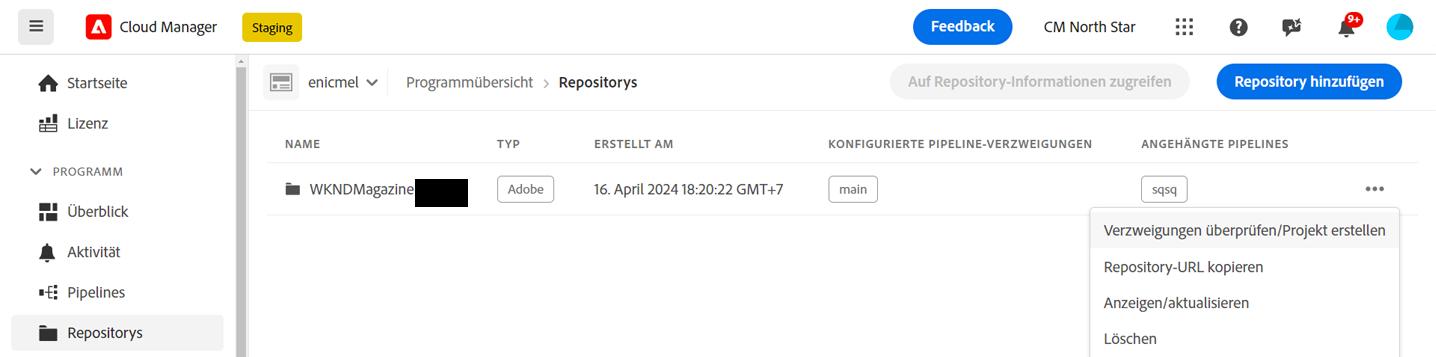 Cloud Manager Staging Feedback CM North Star 9+
Startseite
Lizenz
PROGRAMM
Überblick
Aktivität
Pipelines
Repositorys
enicmel Programmübersicht > Repositorys Auf Repository-Informationen zugreifen Repository hinzufügen
NAME TYP ERSTELLT AM KONFIGURIERTE PIPELINE-VERZWEIGUNGEN ANGEHÄNGTE PIPELINES
WKNDMagazine Adobe 16. April 2024 18:20:22 GMT+7 main sqsq
Verzweigungen überprüfen/Projekt erstellen
Repository-URL kopieren
Anzeigen/aktualisieren
Löschen